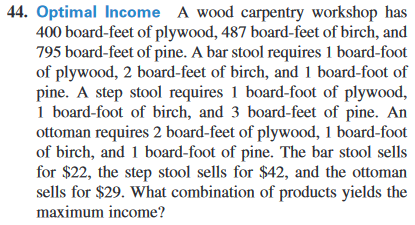 44. Optimal Income A wood carpentry workshop has
400 board-feet of plywood, 487 board-feet of birch, and
795 board-feet of pine. A bar stool requires 1 board-foot
of plywood, 2 board-feet of birch, and 1 board-foot of
pine. A step stool requires 1 board-foot of plywood,
1 board-foot of birch, and 3 board-feet of pine. An
ottoman requires 2 board-feet of plywood, 1 board-foot
of birch, and 1 board-foot of pine. The bar stool sells
for $22, the step stool sells for $42, and the ottoman
sells for $29. What combination of products yields the
maximum income?